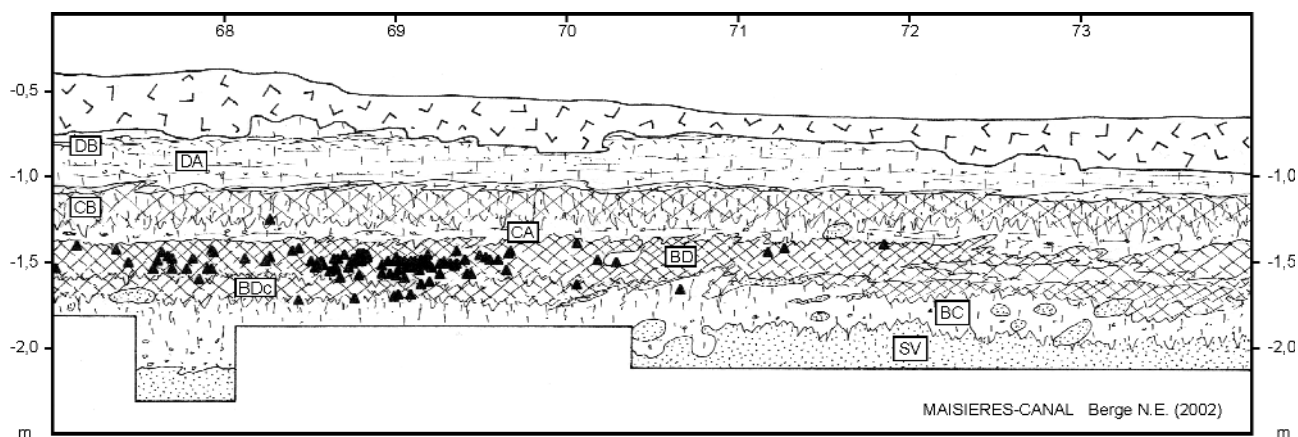 68 69 70 71 72 73
-0,5
DB
DA
-1,0 -1,0
CB
CA
BD
-1,5 -1,5
BDc
BC
SV
-2,0 -2,0
MAISIERES-CANAL Berge N.E. (2002)
m m